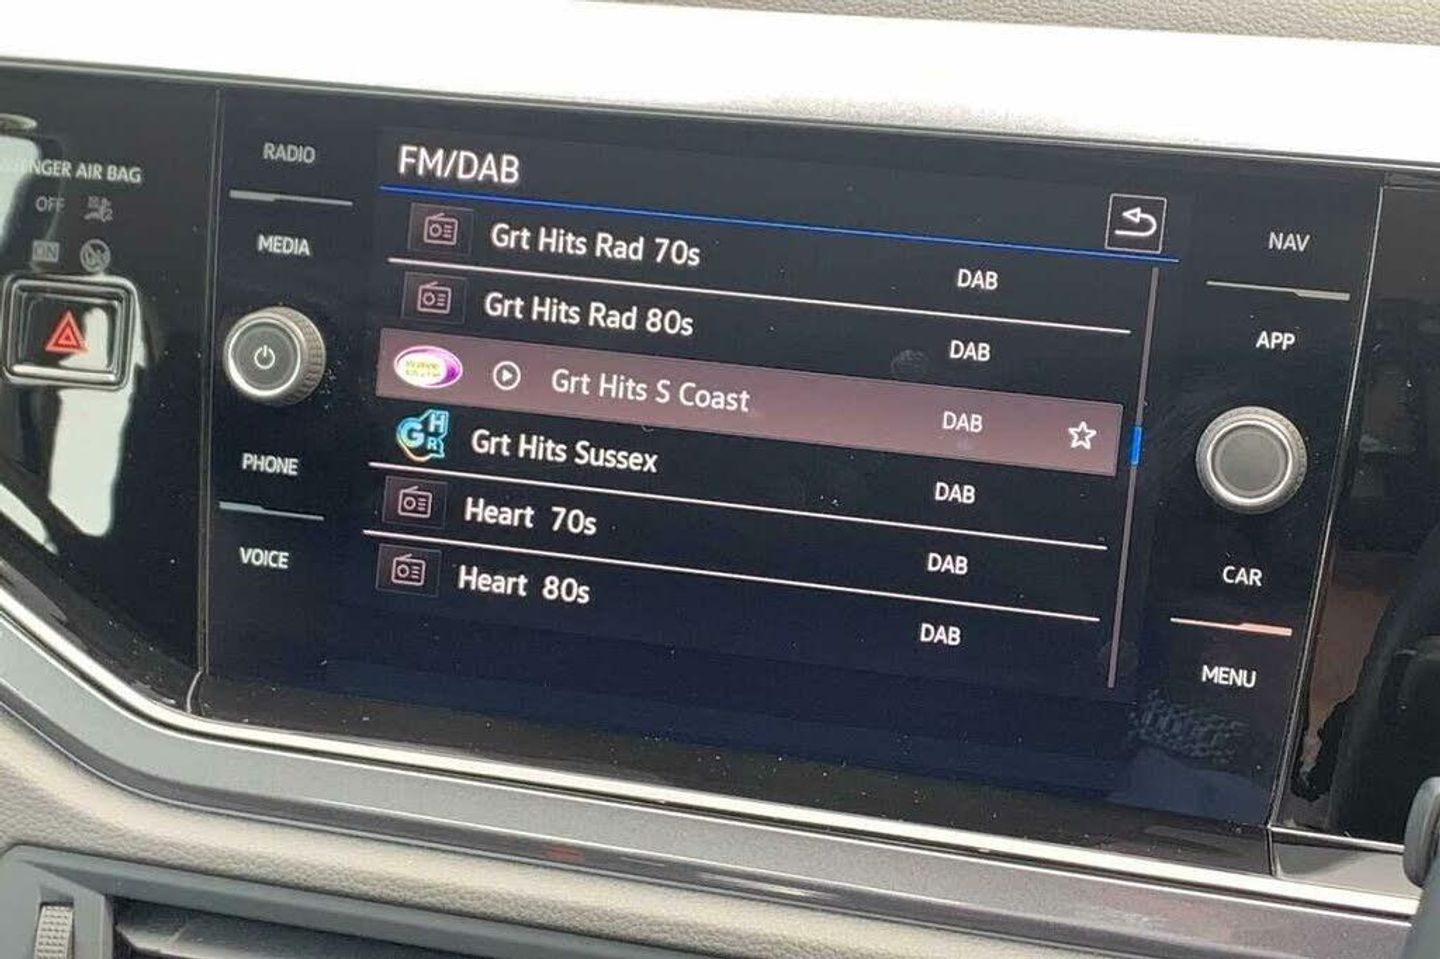 RADIO
FM/DAB
ENGER AIR BAG
OFF
ON
MEDIA
PHONE
VOICE
Grt Hits Rad 70s DAB
Grt Hits Rad 80s DAB
Grt Hits S Coast DAB
GHR Grt Hits Sussex DAB
Heart 70s DAB
Heart 80s DAB
NAV
APP
CAR
MENU